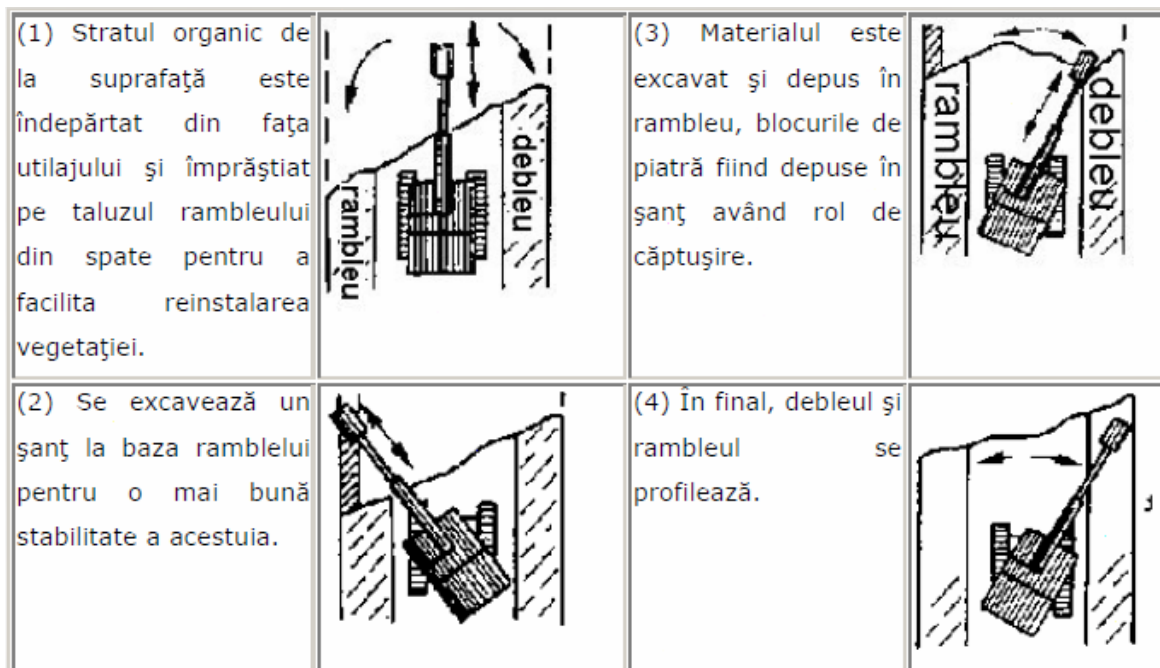 (1) Stratul organic de
la suprafaţă este
îndepărtat din faţa
utilajului şi împrăştiat
pe taluzul rambleului
din spate pentru a
facilita reinstalarea
vegetaţiei.
rambleu
debleu
(3) Materialul este
excavat şi depus în
rambleu, blocurile de
piatră fiind depuse în
şanţ având rol de
căptuşire.
rambleu
debleu
(2) Se excavează un
şanţ la baza ramblelui
pentru o mai bună
stabilitate a acestuia.
(4) În final, debleul şi
rambleul se
profilează.